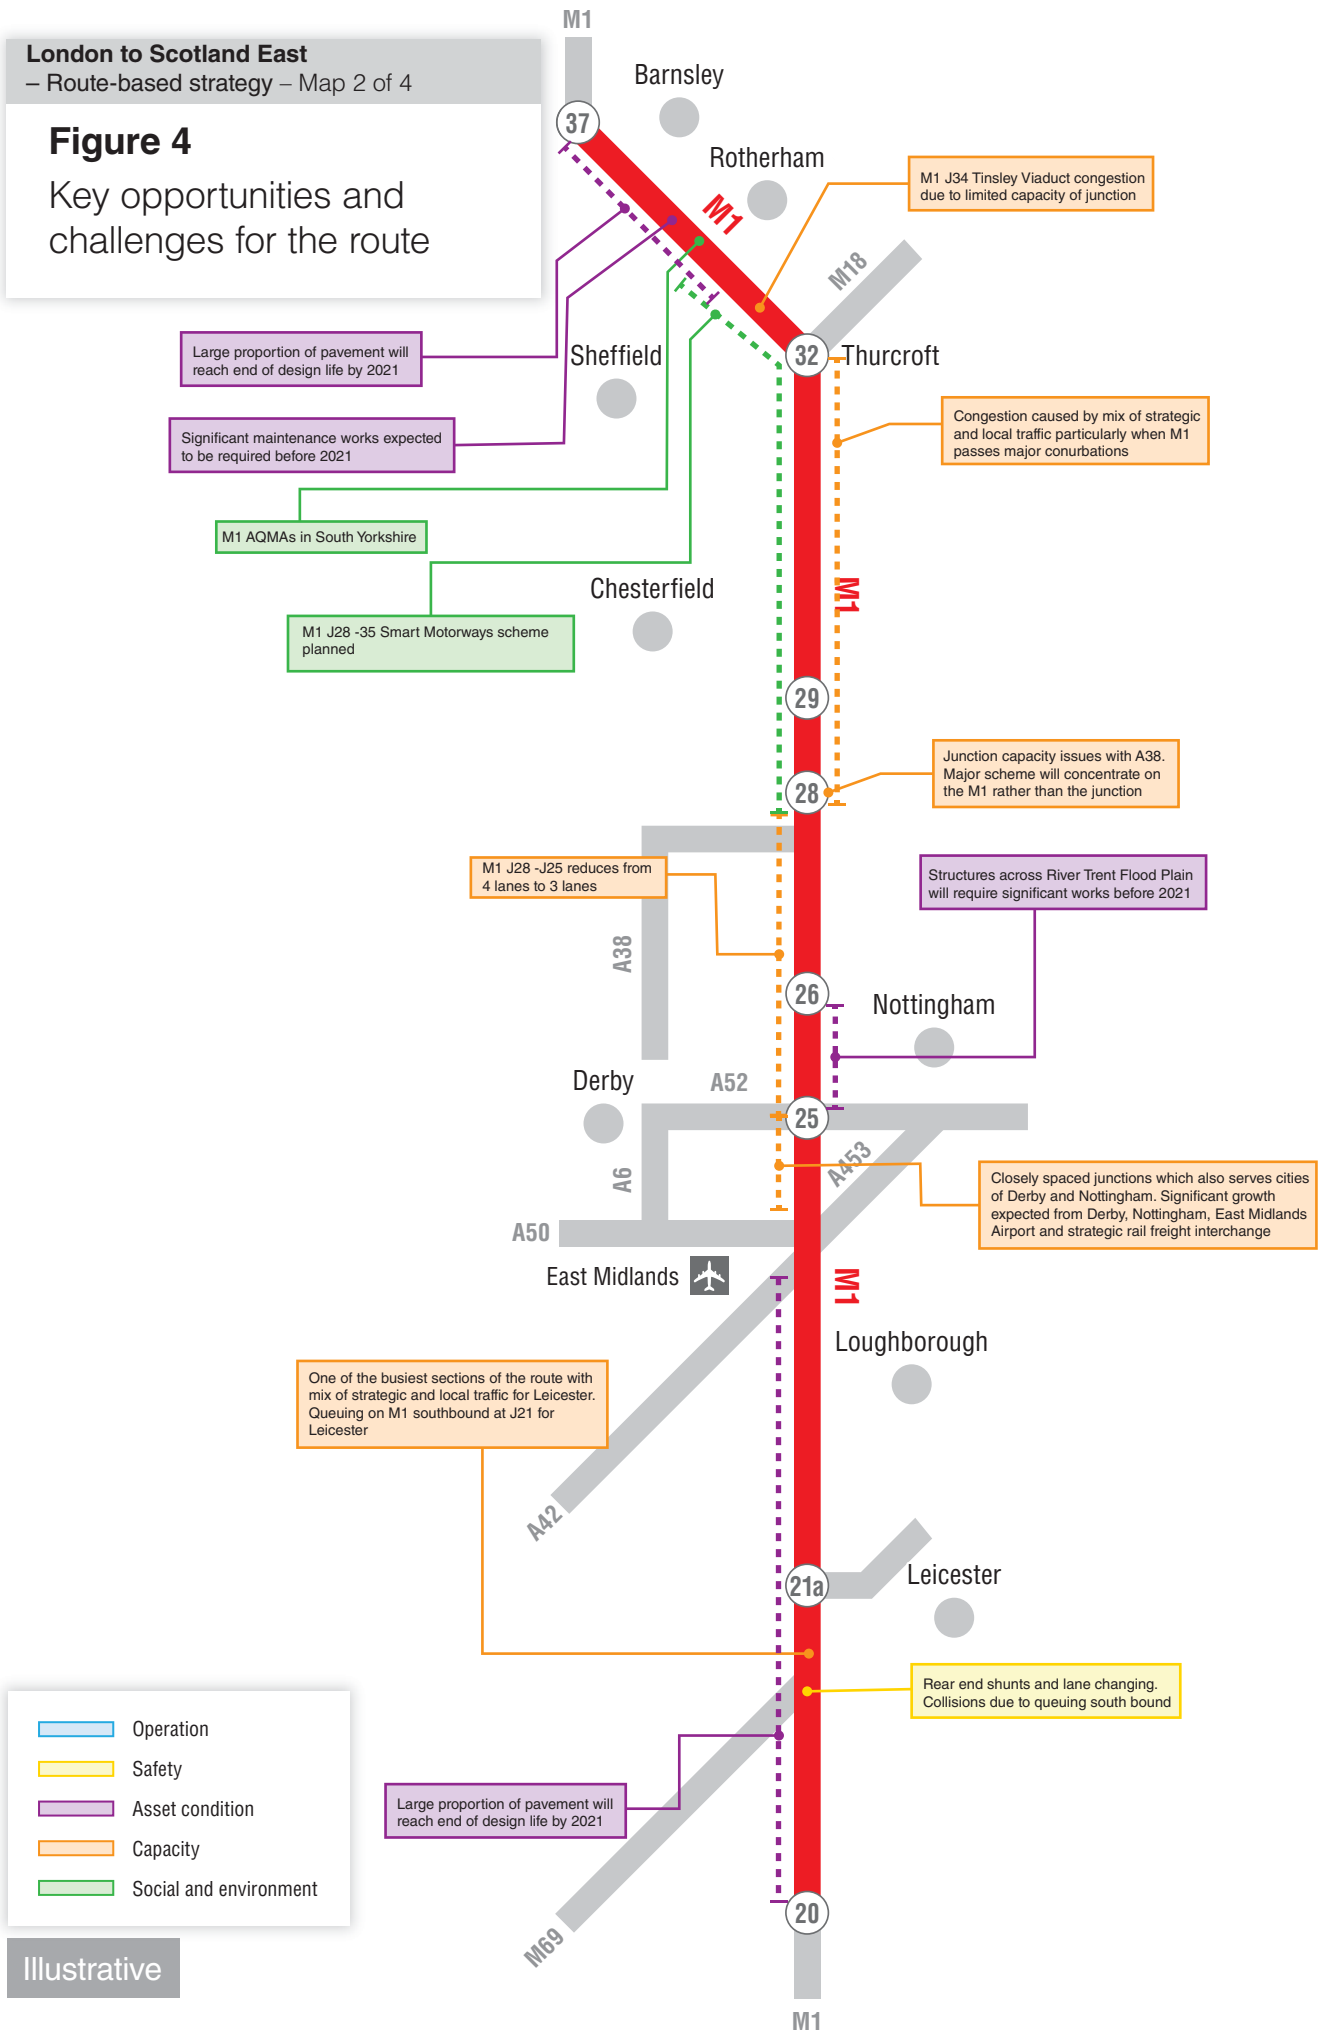 M1
London to Scotland East
– Route-based strategy – Map 2 of 4
Figure 4
Key opportunities and
challenges for the route
Barnsley
37
Rotherham
M1
M1 J34 Tinsley Viaduct congestion
due to limited capacity of junction
M18
Large proportion of pavement will
reach end of design life by 2021
Sheffield
32
Thurcroft
Significant maintenance works expected
to be required before 2021
Congestion caused by mix of strategic
and local traffic particularly when M1
passes major conurbations
M1 AQMAs in South Yorkshire
Chesterfield
M1
M1 J28 -35 Smart Motorways scheme
planned
29
Junction capacity issues with A38.
Major scheme will concentrate on
the M1 rather than the junction
28
M1 J28 -J25 reduces from
4 lanes to 3 lanes
Structures across River Trent Flood Plain
will require significant works before 2021
A38
26
Nottingham
Derby
A52
25
A6
A453
Closely spaced junctions which also serves cities
of Derby and Nottingham. Significant growth
expected from Derby, Nottingham, East Midlands
Airport and strategic rail freight interchange
A50
East Midlands
M1
Loughborough
One of the busiest sections of the route with
mix of strategic and local traffic for Leicester.
Queuing on M1 southbound at J21 for
Leicester
A42
21a
Leicester
Rear end shunts and lane changing.
Collisions due to queuing south bound
Operation
Safety
Asset condition
Capacity
Social and environment
Large proportion of pavement will
reach end of design life by 2021
20
M69
Illustrative
M1